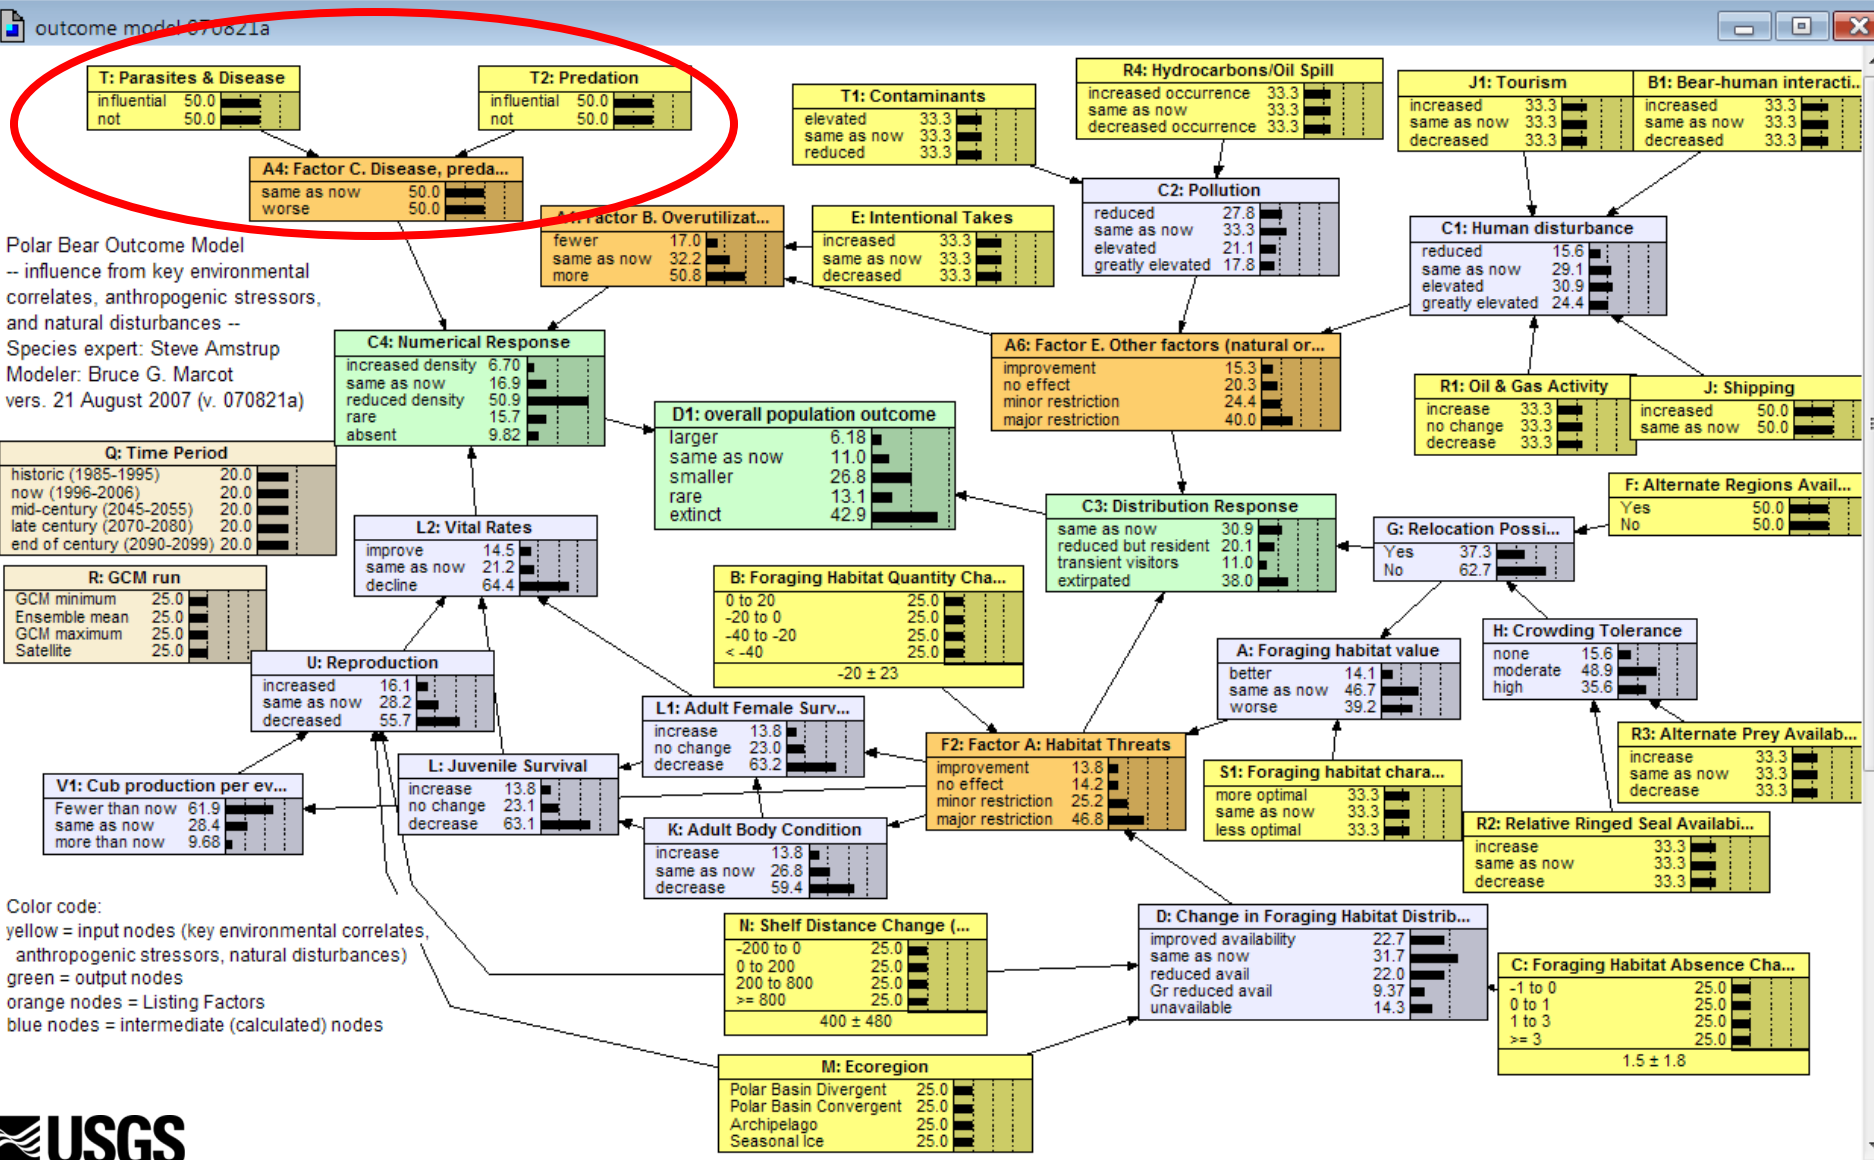 outcome model 070821a
T: Parasites & Disease
influential 50.0
not 50.0
T2: Predation
influential 50.0
not 50.0
A4: Factor C. Disease, preda...
same as now 50.0
worse 50.0
T1: Contaminants
elevated 33.3
same as now 33.3
reduced 33.3
R4: Hydrocarbons/Oil Spill
increased occurrence 33.3
same as now 33.3
decreased occurrence 33.3
J1: Tourism
increased 33.3
same as now 33.3
decreased 33.3
B1: Bear-human interacti...
increased 33.3
same as now 33.3
decreased 33.3
A1: Factor B. Overutilizat...
fewer 17.0
same as now 32.2
more 50.8
E: Intentional Takes
increased 33.3
same as now 33.3
decreased 33.3
C2: Pollution
reduced 27.8
same as now 33.3
elevated 21.1
greatly elevated 17.8
C1: Human disturbance
reduced 15.6
same as now 29.1
elevated 30.9
greatly elevated 24.4
Polar Bear Outcome Model
-- influence from key environmental
correlates, anthropogenic stressors,
and natural disturbances --
Species expert: Steve Amstrup
Modeler: Bruce G. Marcot
vers. 21 August 2007 (v. 070821a)
C4: Numerical Response
increased density 6.70
same as now 16.9
reduced density 50.9
rare 15.7
absent 9.82
A6: Factor E. Other factors (natural or...
improvement 15.3
no effect 20.3
minor restriction 24.4
major restriction 40.0
R1: Oil & Gas Activity
increase 33.3
no change 33.3
decrease 33.3
J: Shipping
increased 50.0
same as now 50.0
D1: overall population outcome
larger 6.18
same as now 11.0
smaller 26.8
rare 13.1
extinct 42.9
Q: Time Period
historic (1985-1995) 20.0
now (1996-2006) 20.0
mid-century (2045-2055) 20.0
late century (2070-2080) 20.0
end of century (2090-2099) 20.0
F: Alternate Regions Avail...
Yes 50.0
No 50.0
C3: Distribution Response
same as now 30.9
reduced but resident 20.1
transient visitors 11.0
extirpated 38.0
G: Relocation Possi...
Yes 37.3
No 62.7
L2: Vital Rates
improve 14.5
same as now 21.2
decline 64.4
R: GCM run
GCM minimum 25.0
Ensemble mean 25.0
GCM maximum 25.0
Satellite 25.0
B: Foraging Habitat Quantity Cha...
0 to 20 25.0
-20 to 0 25.0
-40 to -20 25.0
< -40 25.0
-20 ± 23
H: Crowding Tolerance
none 15.6
moderate 48.9
high 35.6
A: Foraging habitat value
better 14.1
same as now 46.7
worse 39.2
U: Reproduction
increased 16.1
same as now 28.2
decreased 55.7
L1: Adult Female Surv...
increase 13.8
no change 23.0
decrease 63.2
F2: Factor A: Habitat Threats
improvement 13.8
no effect 14.2
minor restriction 25.2
major restriction 46.8
R3: Alternate Prey Availab...
increase 33.3
same as now 33.3
decrease 33.3
S1: Foraging habitat chara...
more optimal 33.3
same as now 33.3
less optimal 33.3
V1: Cub production per ev...
Fewer than now 61.9
same as now 28.4
more than now 9.68
L: Juvenile Survival
increase 13.8
no change 23.1
decrease 63.1
K: Adult Body Condition
increase 13.8
same as now 26.8
decrease 59.4
R2: Relative Ringed Seal Availabi...
increase 33.3
same as now 33.3
decrease 33.3
Color code:
yellow = input nodes (key environmental correlates,
anthropogenic stressors, natural disturbances)
green = output nodes
orange nodes = Listing Factors
blue nodes = intermediate (calculated) nodes
N: Shelf Distance Change (...
-200 to 0 25.0
0 to 200 25.0
200 to 800 25.0
>= 800 25.0
400 ± 480
D: Change in Foraging Habitat Distrib...
improved availability 22.7
same as now 31.7
reduced avail 22.0
Gr reduced avail 9.37
unavailable 14.3
C: Foraging Habitat Absence Cha...
-1 to 0 25.0
0 to 1 25.0
1 to 3 25.0
>= 3 25.0
1.5 ± 1.8
M: Ecoregion
Polar Basin Divergent 25.0
Polar Basin Convergent 25.0
Archipelago 25.0
Seasonal Ice 25.0
USGS